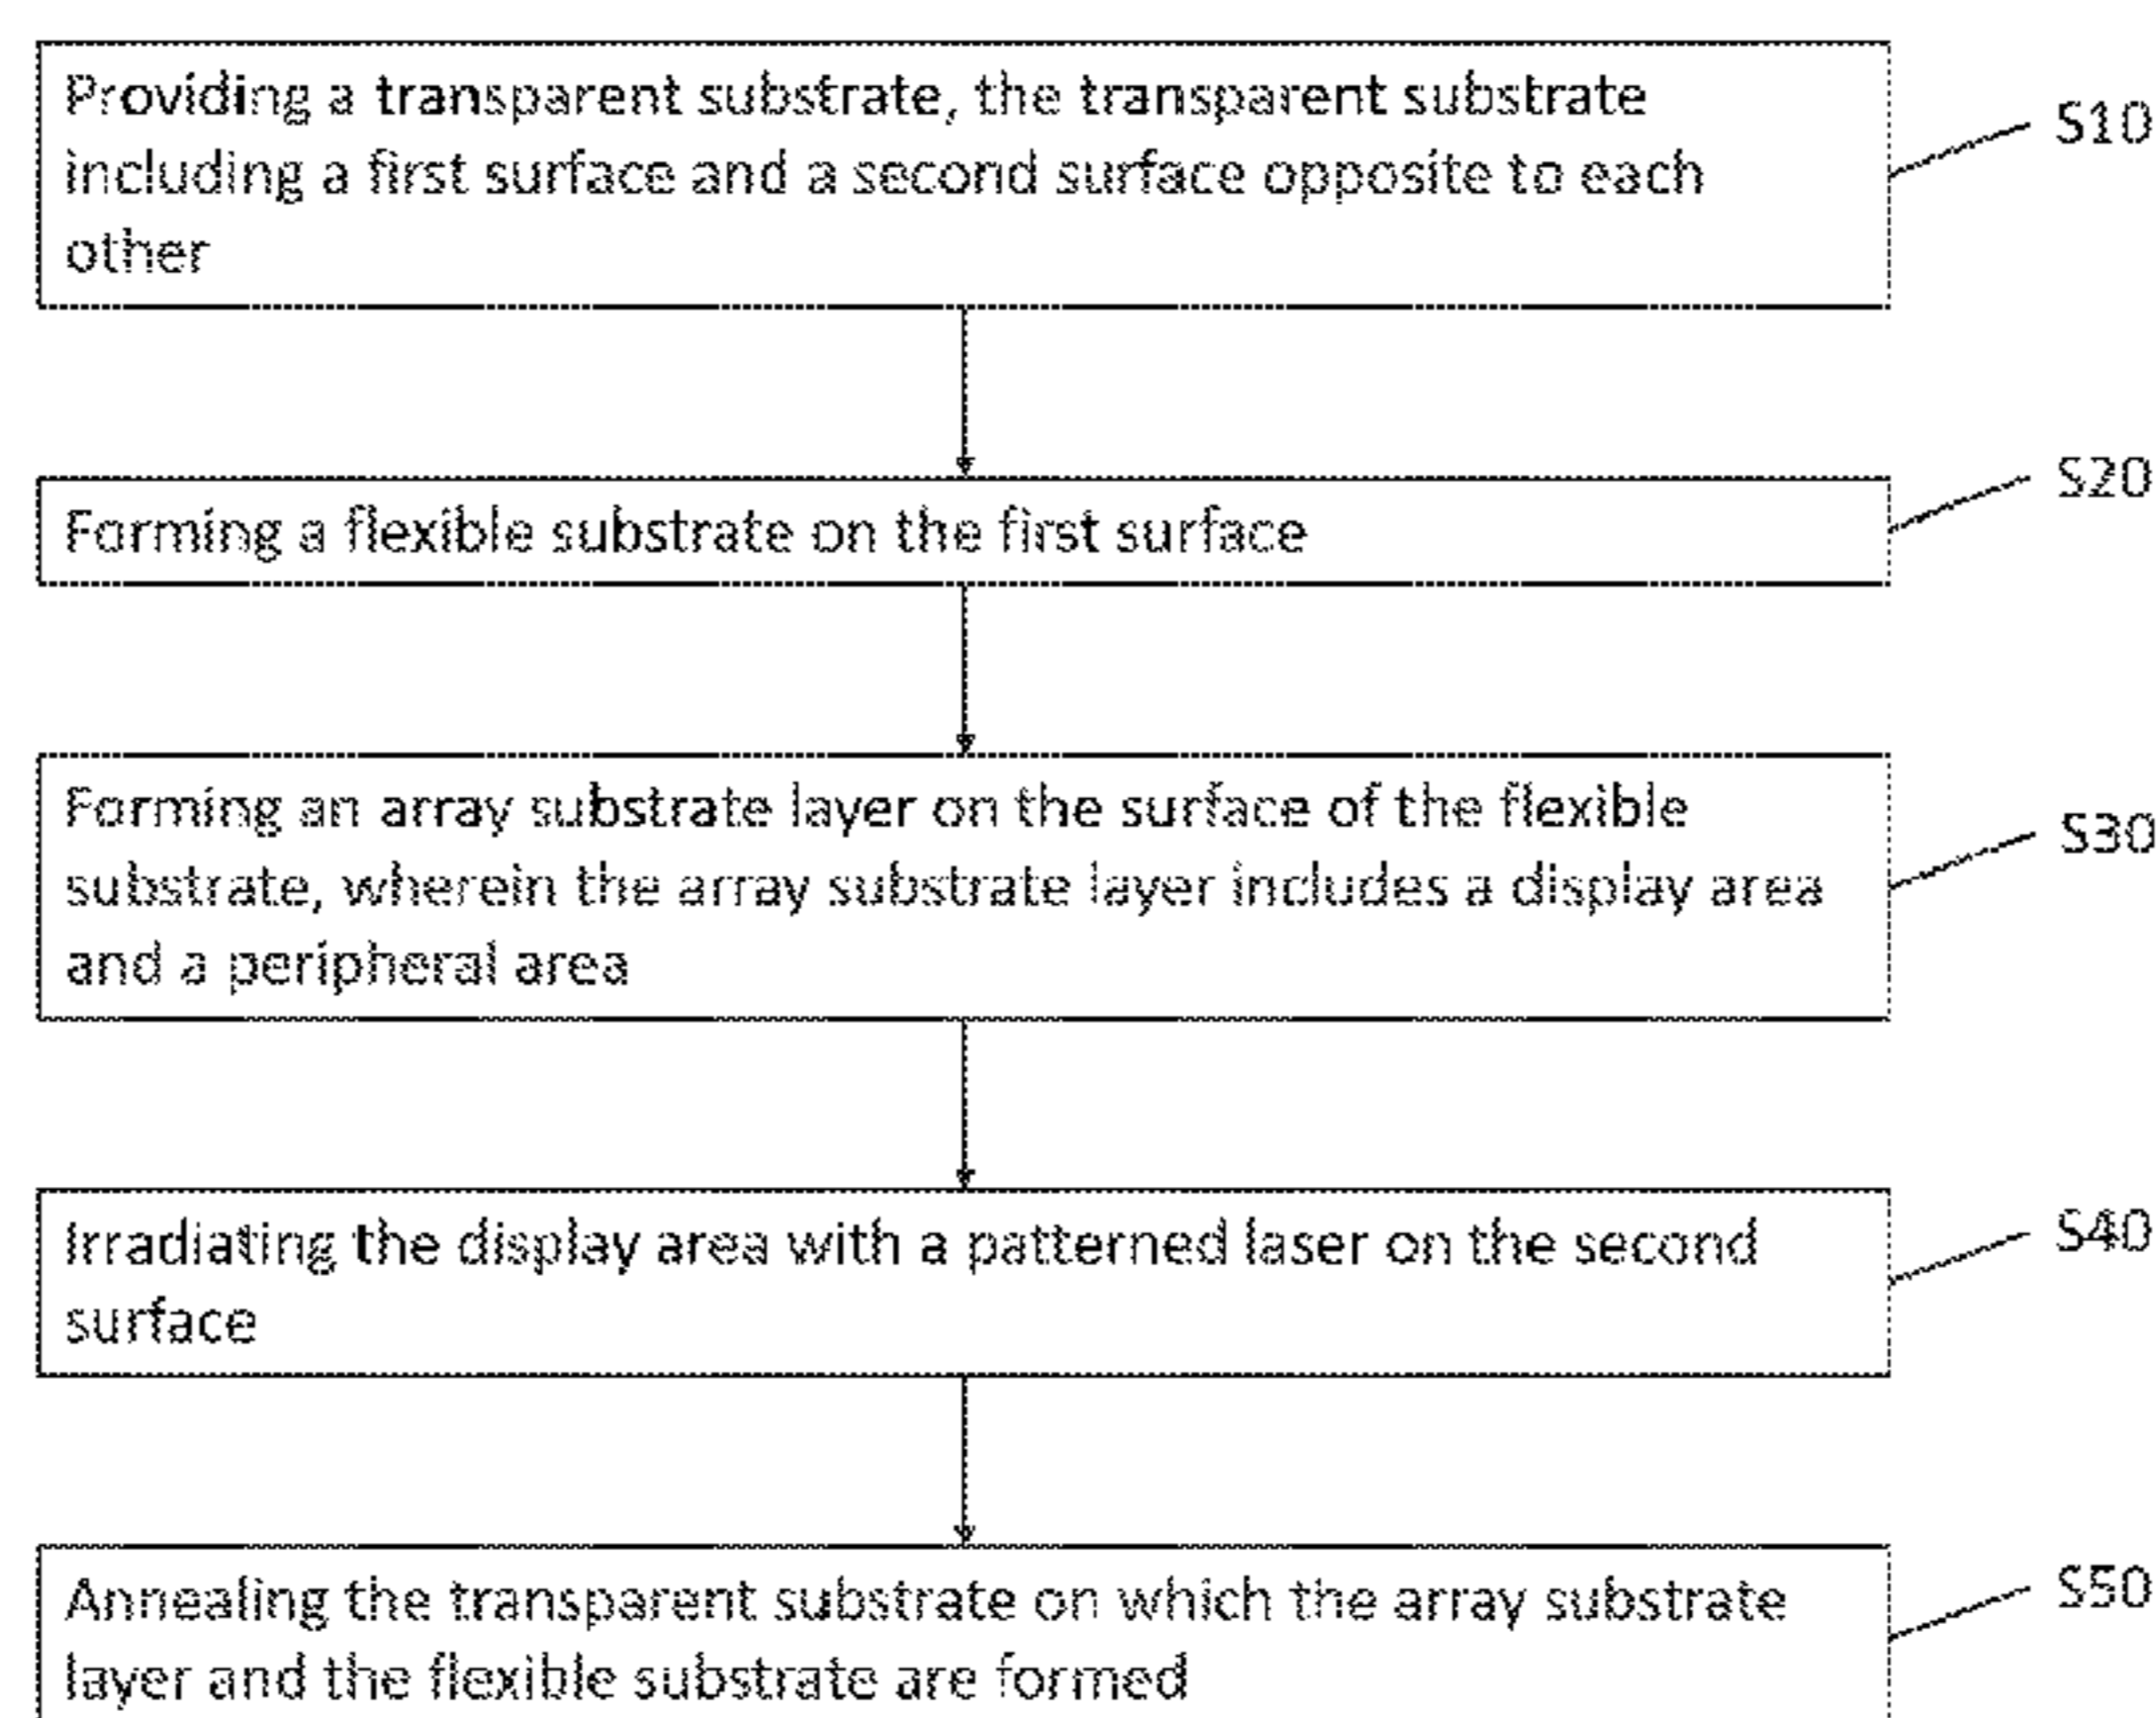 Providing a transparent substrate, the transparent substrate
including a first surface and a second surface opposite to each
other
S10
Forming a flexible substrate on the first surface
S20
Forming an array substrate layer on the surface of the flexible
substrate, wherein the array substrate layer includes a display area
and a peripheral area
S30
Irradiating the display area with a patterned laser on the second
surface
S40
Annealing the transparent substrate on which the array substrate
layer and the flexible substrate are formed
S50